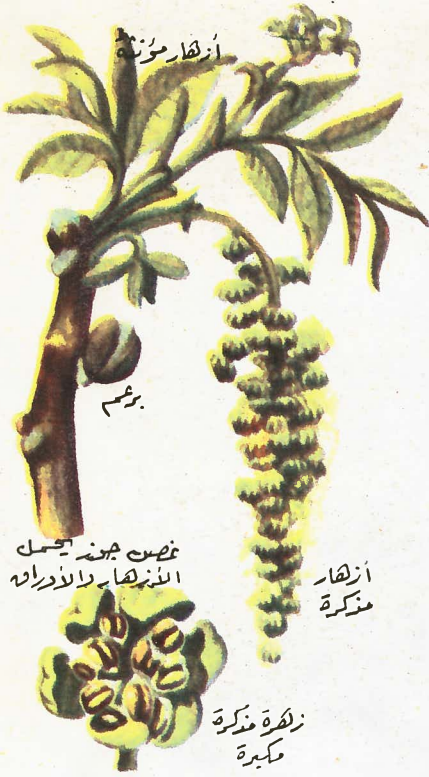 أزهار مؤنثة
برعم
غصن جوز يحمل
الأزهار والأوراق
أزهار
مذكرة
زهرة مذكرة
مكبرة